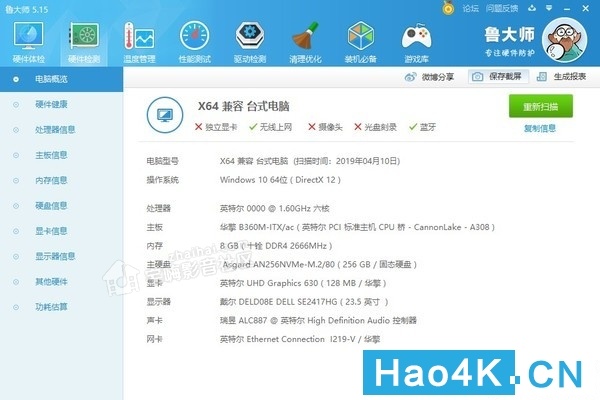 鲁大师 5.15
论坛 问题反馈
硬件体检 硬件检测 温度管理 性能测试 驱动检测 清理优化 装机必备 游戏库
鲁大师
专注硬件防护
电脑概览
硬件健康
处理器信息
主板信息
内存信息
硬盘信息
显卡信息
显示器信息
其他硬件
功耗估算
微博分享 保存截屏 生成报表
X64 兼容 台式电脑
独立显卡 无线上网 摄像头 光盘刻录 蓝牙
重新扫描
复制信息
电脑型号 X64 兼容 台式电脑 (扫描时间：2019年04月10日)
操作系统 Windows 10 64位 ( DirectX 12 )
处理器 英特尔 0000 @ 1.60GHz 六核
主板 华擎 B360M-ITX/ac ( 英特尔 PCI 标准主机 CPU 桥 - CannonLake - A308 )
内存 8 GB ( 十铨 DDR4 2666MHz )
主硬盘 Asgard AN256NVMe-M.2/80 ( 256 GB / 固态硬盘 )
显卡 英特尔 UHD Graphics 630 ( 128 MB / 华擎 )
显示器 戴尔 DELD08E DELL SE2417HG ( 23.5 英寸 )
声卡 瑞昱 ALC887 @ 英特尔 High Definition Audio 控制器
网卡 英特尔 Ethernet Connection I219-V / 华擎
Hao4K.CN